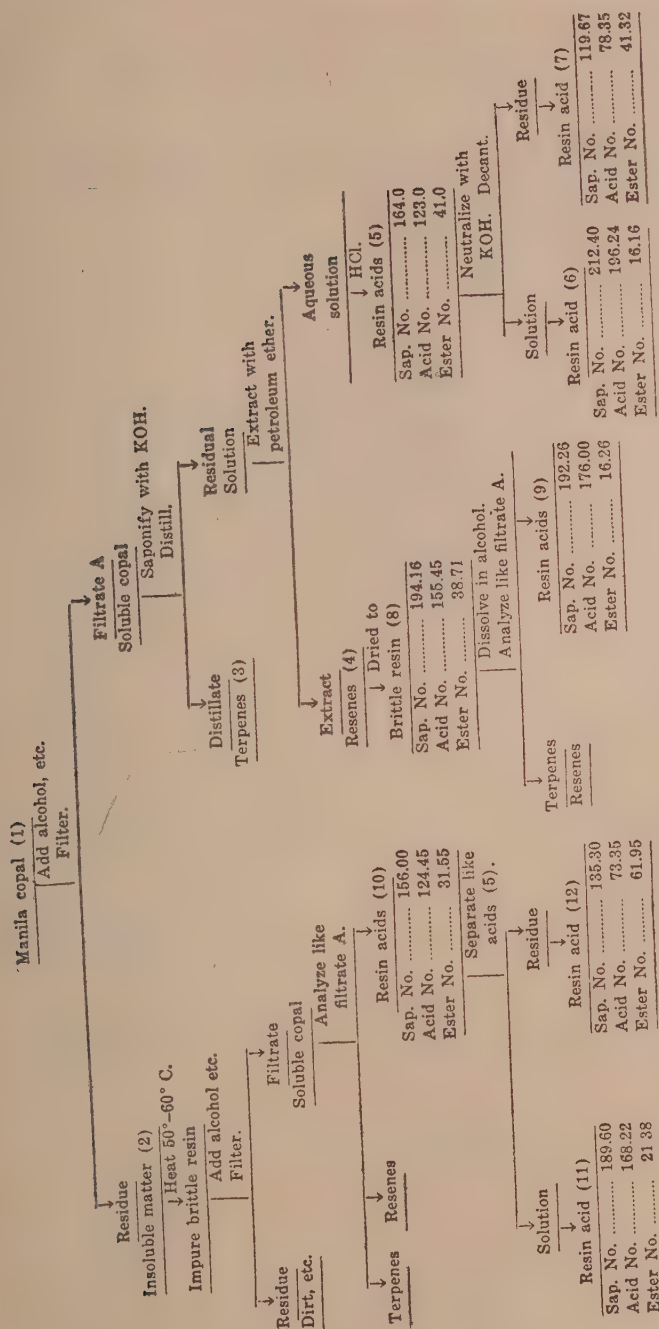 Manila copal (1)
Add alcohol, etc.
Filter.
Residue
Insoluble matter (2)
Heat 50°–60° C.
Impure brittle resin
Add alcohol etc.
Filter.
Residue
Dirt, etc.
Filtrate
Soluble copal
Analyze like
filtrate A.
Terpenes
Resenes
Resin acids (10)
Sap. No. ............ 156.00
Acid No. ............ 124.45
Ester No. ............ 31.55
Separate like
acids (5).
Solution
Resin acid (11)
Sap. No. ............ 189.60
Acid No. ............ 168.22
Ester No. ............ 21 38
Residue
Resin acid (12)
Sap. No. ............ 135.30
Acid No. ............ 73.35
Ester No. ............ 61.95
Filtrate A
Soluble copal
Saponify with KOH.
Distill.
Distillate
Terpenes (3)
Residual
Solution
Extract with
petroleum ether.
Extract
Resenes (4)
Dried to
Brittle resin (8)
Sap. No. ............ 194.16
Acid No. ............ 155.45
Ester No. ............ 38.71
Dissolve in alcohol.
Analyze like filtrate A.
Terpenes
Resenes
Resin acids (9)
Sap. No. ............ 192.26
Acid No. ............ 176.00
Ester No. ............ 16.26
Aqueous
solution
HCl.
Resin acids (5)
Sap. No. ............ 164.0
Acid No. ............ 123.0
Ester No. ............ 41.0
Neutralize with
KOH. Decant.
Solution
Resin acid (6)
Sap. No. ............ 212.40
Acid No. ............ 196.24
Ester No. ............ 16.16
Residue
Resin acid (7)
Sap. No. ............ 119.67
Acid No. ............ 78.35
Ester No. ............ 41.32